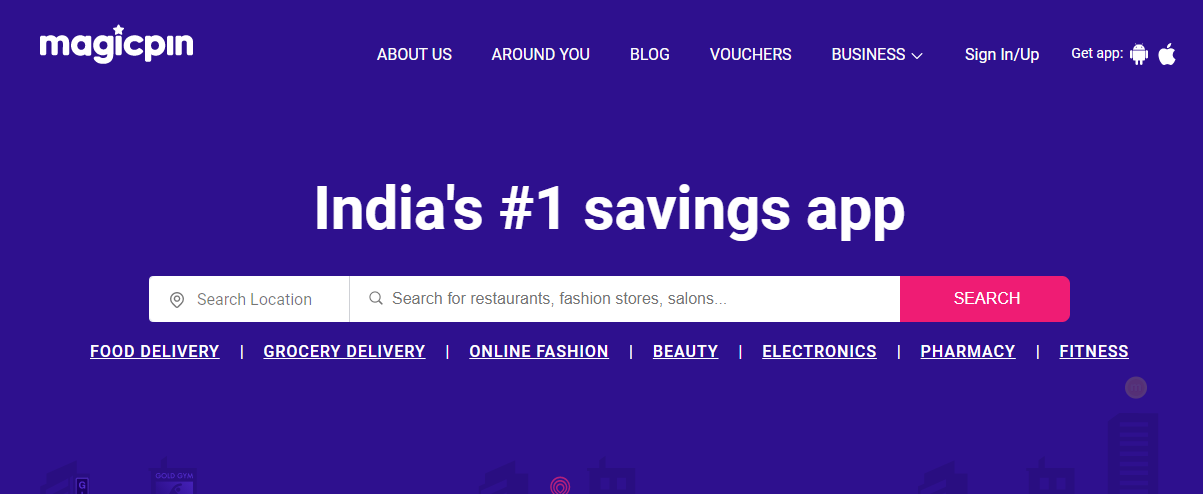 magicpin
ABOUT US AROUND YOU BLOG VOUCHERS BUSINESS Sign In/Up Get app:
India's #1 savings app
Search Location Search for restaurants, fashion stores, salons... SEARCH
FOOD DELIVERY | GROCERY DELIVERY | ONLINE FASHION | BEAUTY | ELECTRONICS | PHARMACY | FITNESS
GOLD GYM
G